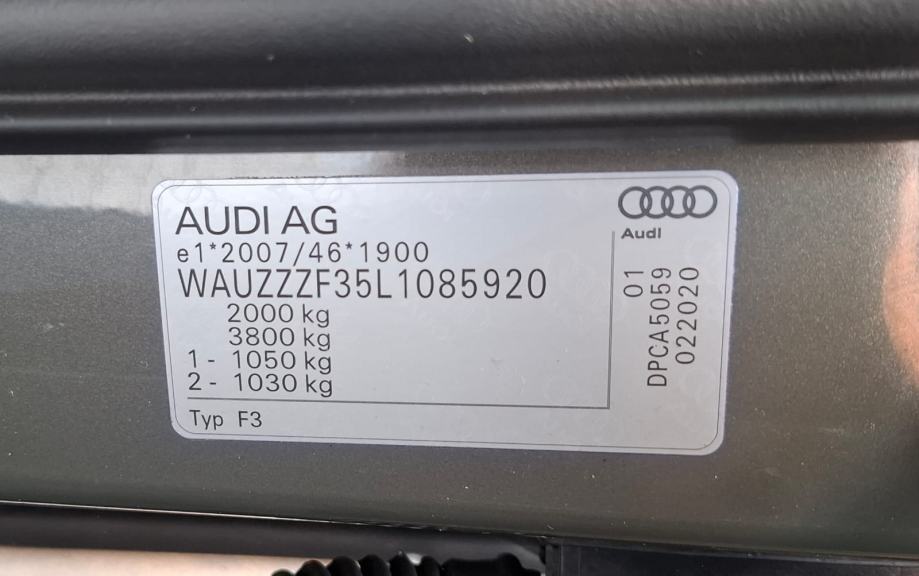 AUDI AG
e1*2007/46*1900
WAUZZZF35L1085920
2000 kg
3800 kg
1 - 1050 kg
2 - 1030 kg
Typ F3
Audi
01
DPCA5059
022020